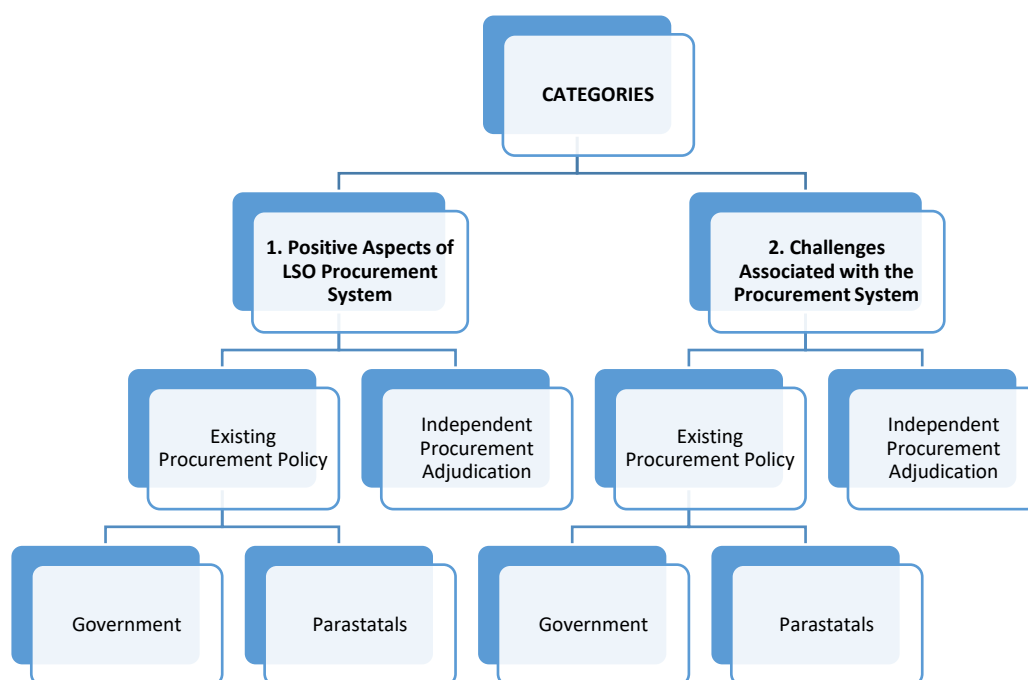 CATEGORIES
1. Positive Aspects of
LSO Procurement
System
2. Challenges
Associated with the
Procurement System
Existing
Procurement Policy
Independent
Procurement
Adjudication
Existing
Procurement Policy
Independent
Procurement
Adjudication
Government
Parastatals
Government
Parastatals